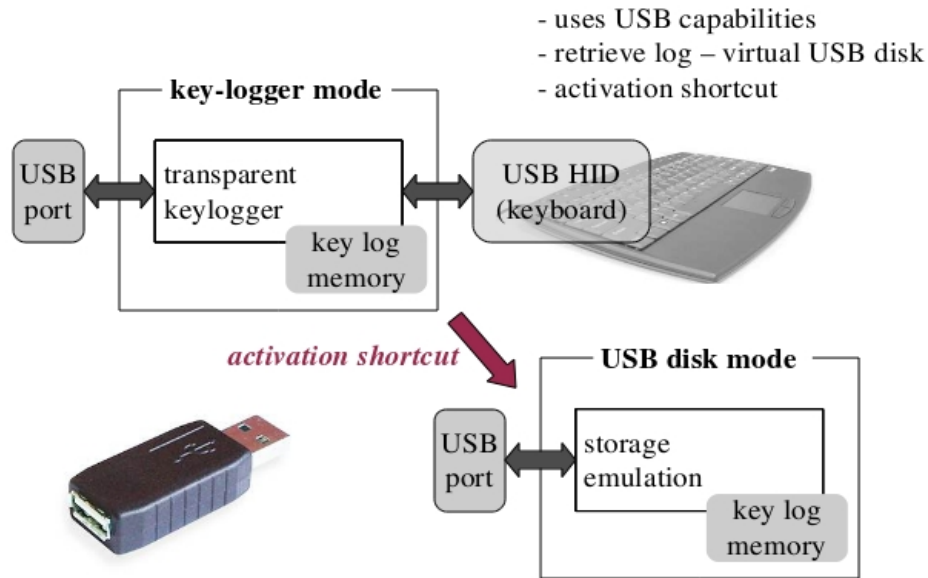 - uses USB capabilities
- retrieve log – virtual USB disk
- activation shortcut
key-logger mode
USB
port
transparent
keylogger
key log
memory
USB HID
(keyboard)
activation shortcut
USB disk mode
USB
port
storage
emulation
key log
memory